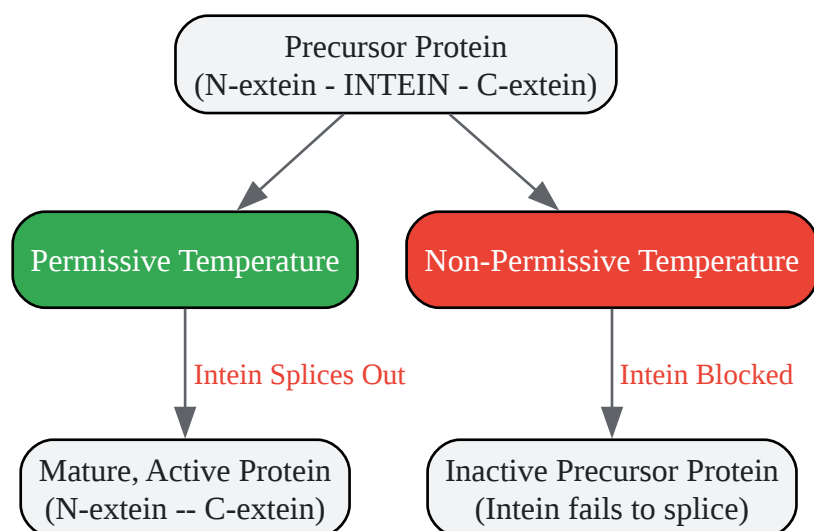 Precursor Protein
(N-extein - INTEIN - C-extein)
Permissive Temperature
Non-Permissive Temperature
Intein Splices Out
Intein Blocked
Mature, Active Protein
(N-extein -- C-extein)
Inactive Precursor Protein
(Intein fails to splice)